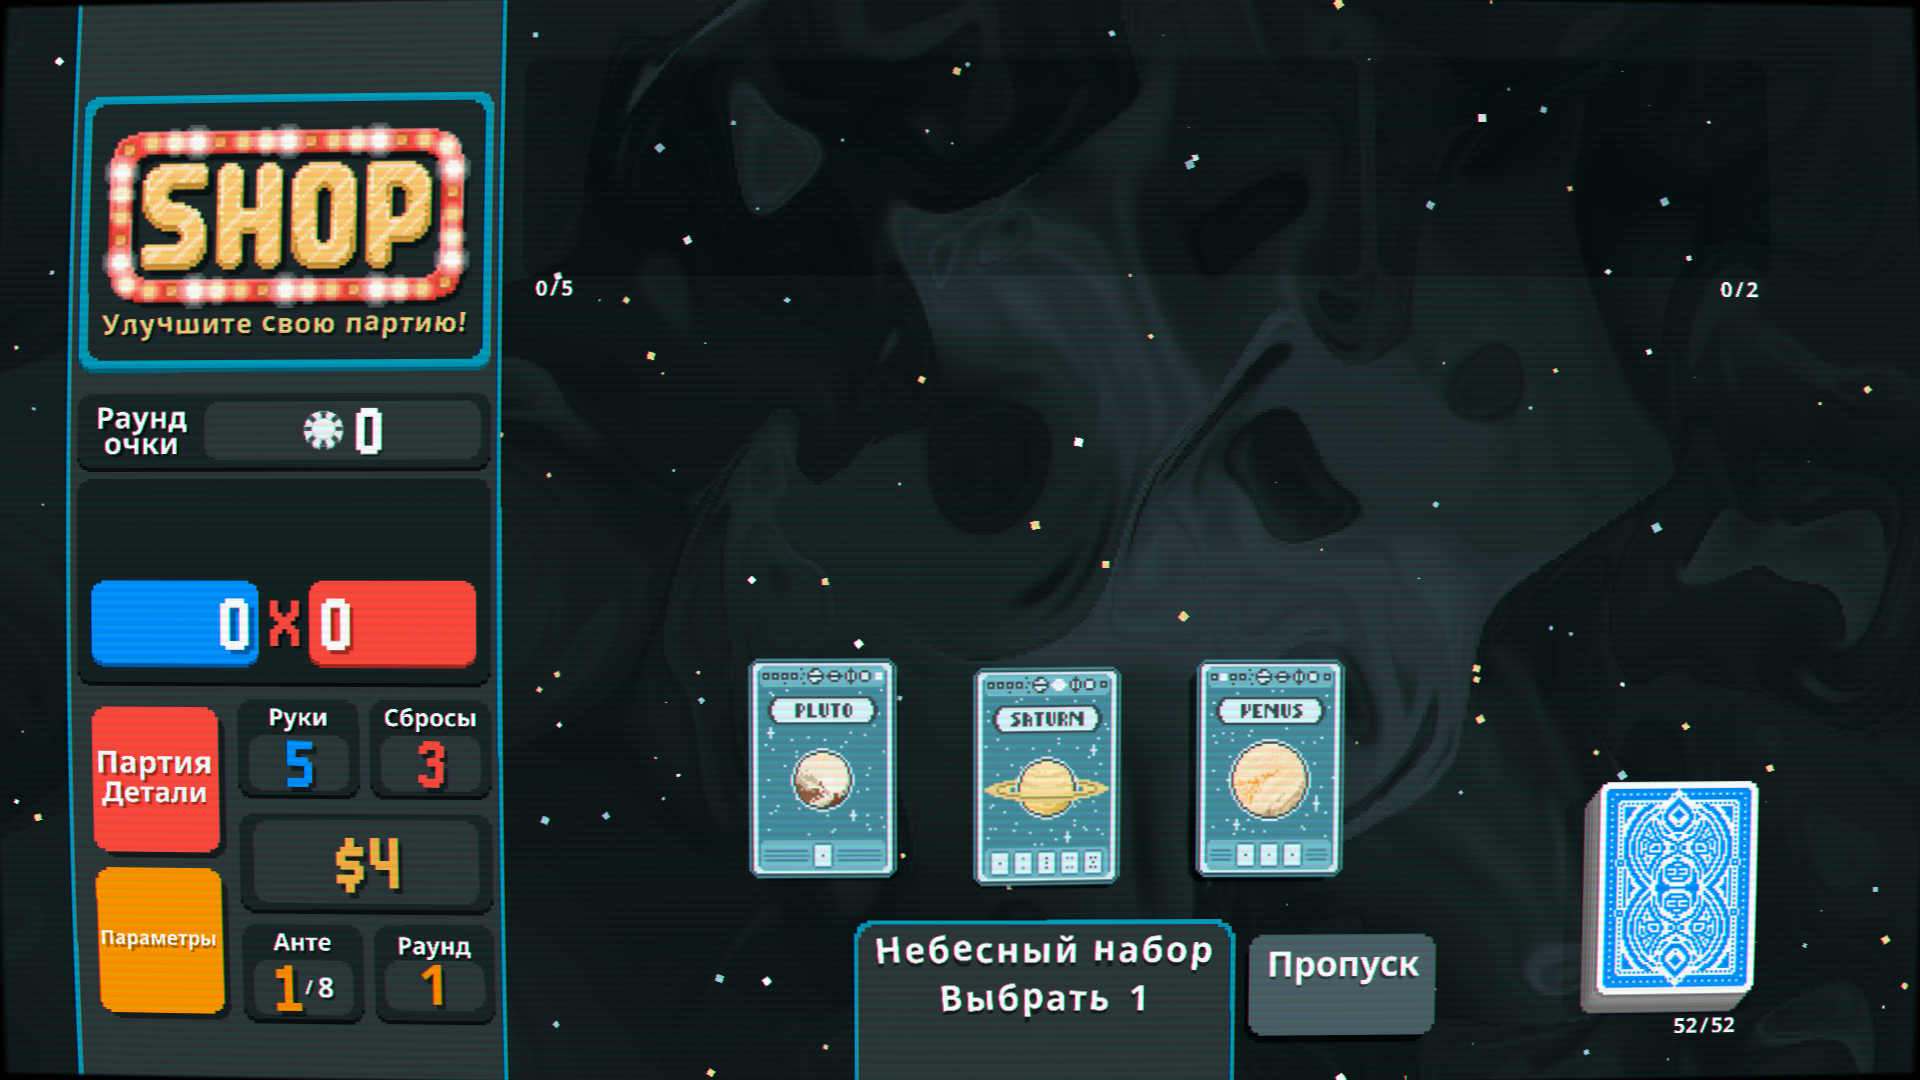 SHOP
Улучшите свою партию!
Раунд
очки
0
0 X 0
Партия
Детали
Руки
5
Сбросы
3
$4
Параметры
Анте
1/8
Раунд
1
0/5
0/2
PLUTO
SATURN
VENUS
Небесный набор
Выбрать 1
Пропуск
52/52